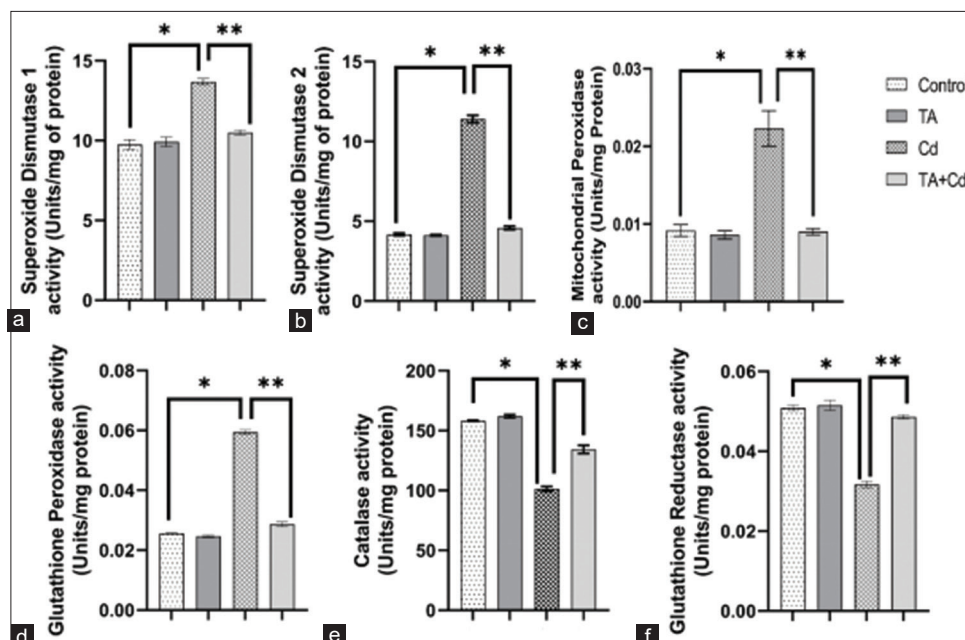 * **
Superoxide Dismutase 1
activity (Units/mg of protein)
15
10
5
0
a
* **
Superoxide Dismutase 2
activity (Units/mg of protein)
15
10
5
0
b
* **
Mitochondrial Peroxidase
activity (Units/mg Protein)
0.03
0.02
0.01
0.00
c
Control
TA
Cd
TA+Cd
* **
Glutathione Peroxidase activity
(Units/mg protein)
0.08
0.06
0.04
0.02
0.00
d
* **
Catalase activity
(Units/mg protein)
200
150
100
50
0
e
* **
Glutathione Reductase activity
(Units/mg protein)
0.06
0.04
0.02
0.00
f